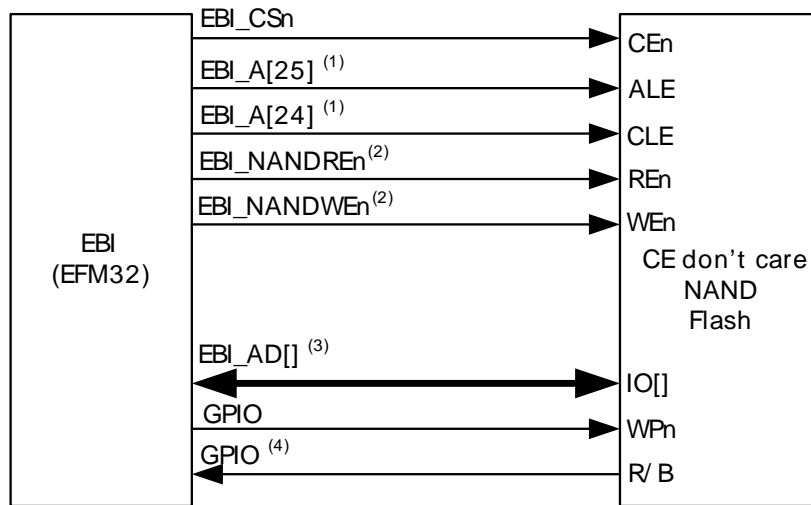 EBI_CSn
CEn
EBI_A[25] (1)
ALE
EBI_A[24] (1)
CLE
EBI_NANDREn(2)
REn
EBI_NANDWEn(2)
WEn
EBI
(EFM32)
CE don't care
NAND
Flash
EBI_AD[] (3)
IO[]
GPIO
WPn
GPIO (4)
R/ B